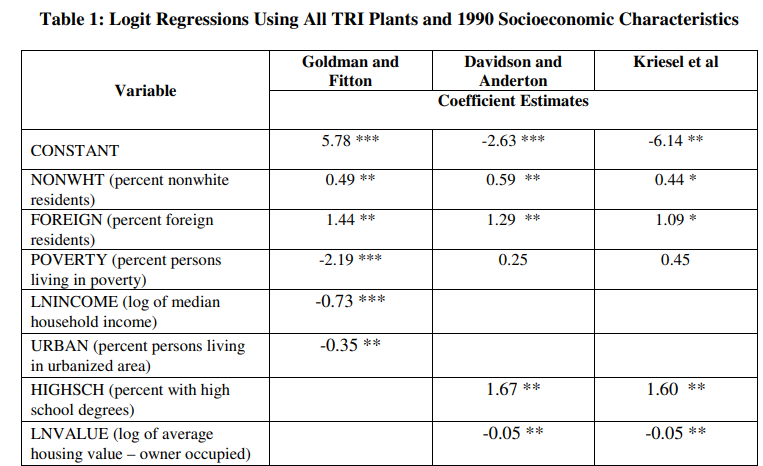 Table 1: Logit Regressions Using All TRI Plants and 1990 Socioeconomic Characteristics
Variable
Goldman and
Fitton
Davidson and
Anderton
Kriesel et al
Coefficient Estimates
CONSTANT 5.78 *** -2.63 *** -6.14 **
NONWHT (percent nonwhite
residents) 0.49 ** 0.59 ** 0.44 *
FOREIGN (percent foreign
residents) 1.44 ** 1.29 ** 1.09 *
POVERTY (percent persons
living in poverty) -2.19 *** 0.25 0.45
LNINCOME (log of median
household income) -0.73 ***
URBAN (percent persons living
in urbanized area) -0.35 **
HIGHSCH (percent with high
school degrees) 1.67 ** 1.60 **
LNVALUE (log of average
housing value – owner occupied) -0.05 ** -0.05 **